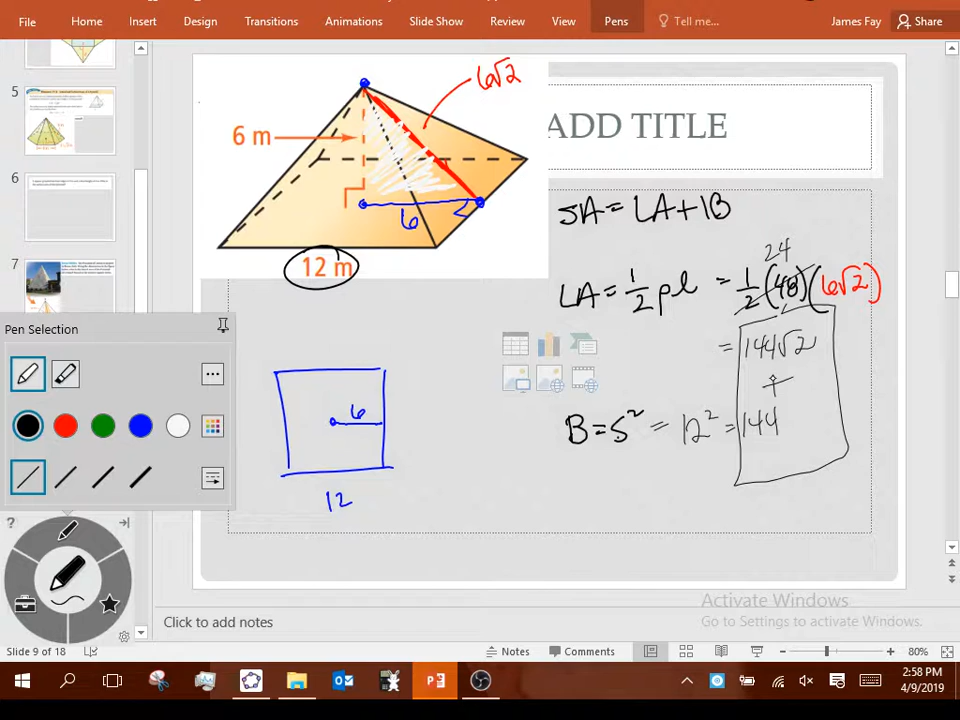 File Home Insert Design Transitions Animations Slide Show Review View Pens Tell me... James Fay Share
5
6
7
6 m
12 m
6√2
6
ADD TITLE
SA = LA + B
LA = 1/2 pl = 1/2 (48) (6√2)
24
= 144√2
+
B = s² = 12² = 144
6
12
Pen Selection
Click to add notes
Activate Windows
Go to Settings to activate Windows.
Slide 9 of 18
Notes
Comments
80%
2:58 PM
4/9/2019